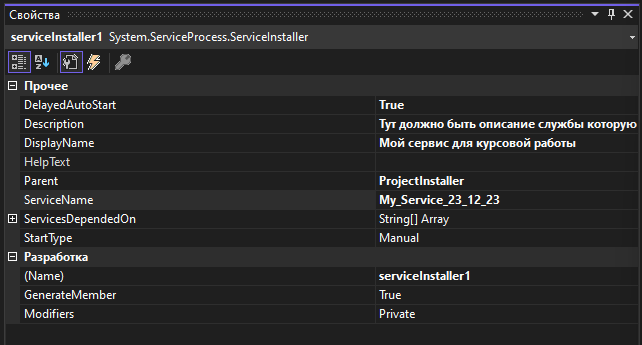 Свойства
serviceInstaller1 System.ServiceProcess.ServiceInstaller
Прочее
DelayedAutoStart True
Description Тут должно быть описание службы которую
DisplayName Мой сервис для курсовой работы
HelpText
Parent ProjectInstaller
ServiceName My_Service_23_12_23
ServicesDependedOn String[] Array
StartType Manual
Разработка
(Name) serviceInstaller1
GenerateMember True
Modifiers Private